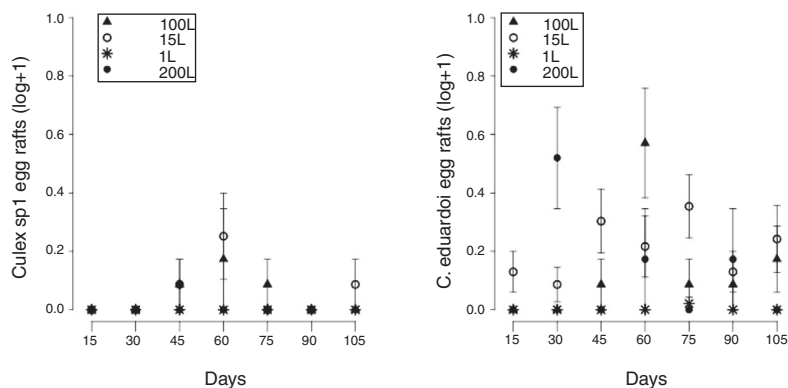 1.0
0.8
0.6
0.4
0.2
0.0
Culex sp1 egg rafts (log+1)
100L
15L
1L
200L
15 30 45 60 75 90 105
Days
1.0
0.8
0.6
0.4
0.2
0.0
C. eduardoi egg rafts (log+1)
100L
15L
1L
200L
15 30 45 60 75 90 105
Days